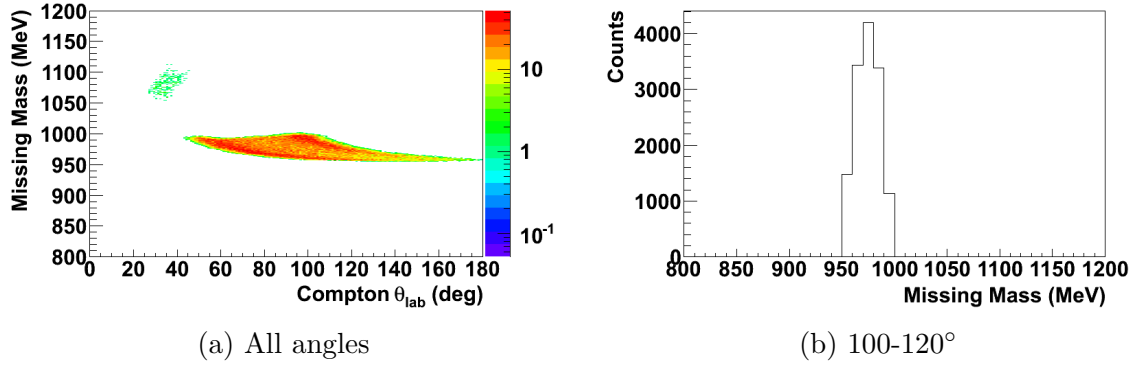 Missing Mass (MeV)
1200
1150
1100
1050
1000
950
900
850
800
0 20 40 60 80 100 120 140 160 180
Compton θlab (deg)
10
1
10-1
(a) All angles
Counts
4000
3000
2000
1000
0
800 850 900 950 1000 1050 1100 1150 1200
Missing Mass (MeV)
(b) 100-120°